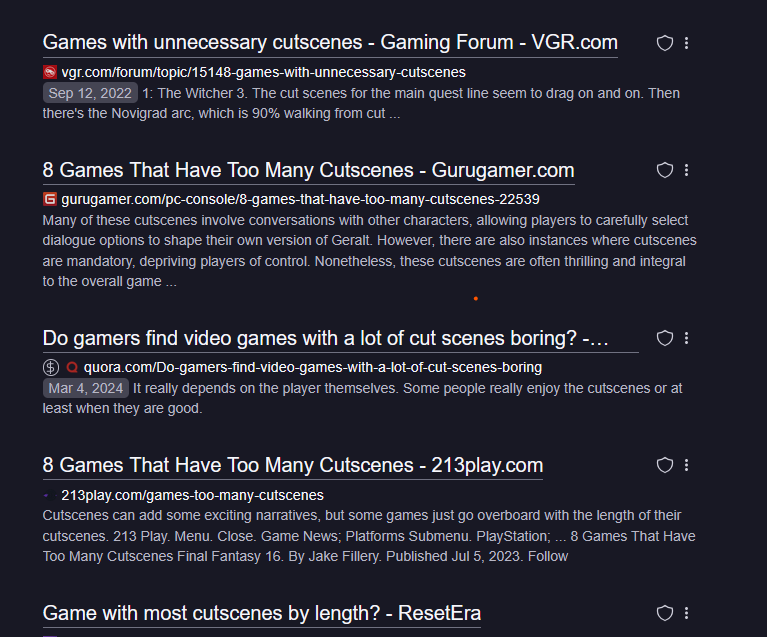 Games with unnecessary cutscenes - Gaming Forum - VGR.com
vgr.com/forum/topic/15148-games-with-unnecessary-cutscenes
Sep 12, 2022 1: The Witcher 3. The cut scenes for the main quest line seem to drag on and on. Then
there's the Novigrad arc, which is 90% walking from cut ...
8 Games That Have Too Many Cutscenes - Gurugamer.com
gurugamer.com/pc-console/8-games-that-have-too-many-cutscenes-22539
Many of these cutscenes involve conversations with other characters, allowing players to carefully select
dialogue options to shape their own version of Geralt. However, there are also instances where cutscenes
are mandatory, depriving players of control. Nonetheless, these cutscenes are often thrilling and integral
to the overall game ...
Do gamers find video games with a lot of cut scenes boring? -...
quora.com/Do-gamers-find-video-games-with-a-lot-of-cut-scenes-boring
Mar 4, 2024 It really depends on the player themselves. Some people really enjoy the cutscenes or at
least when they are good.
8 Games That Have Too Many Cutscenes - 213play.com
213play.com/games-too-many-cutscenes
Cutscenes can add some exciting narratives, but some games just go overboard with the length of their
cutscenes. 213 Play. Menu. Close. Game News; Platforms Submenu. PlayStation; ... 8 Games That Have
Too Many Cutscenes Final Fantasy 16. By Jake Fillery. Published Jul 5, 2023. Follow
Game with most cutscenes by length? - ResetEra